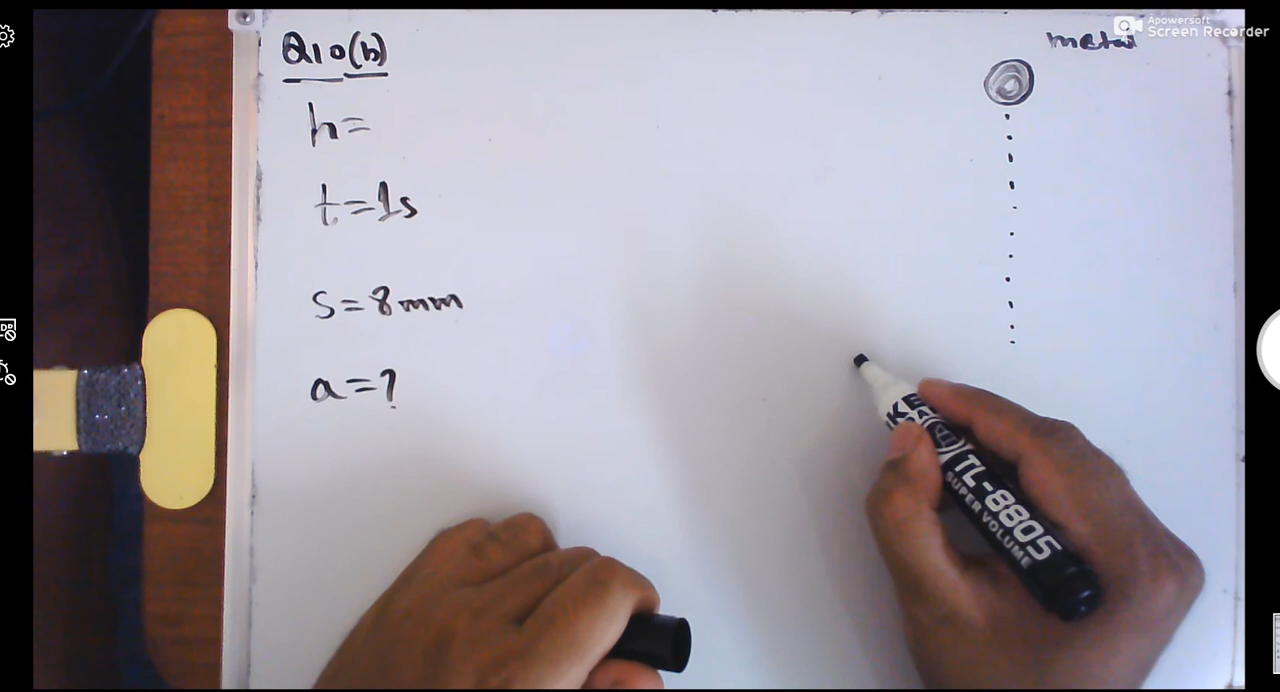 Q10(b)
metal
h=
t=1s
s=8mm
a=?
TL-8805
SUPER VOLUME
Apowersoft
Screen Recorder